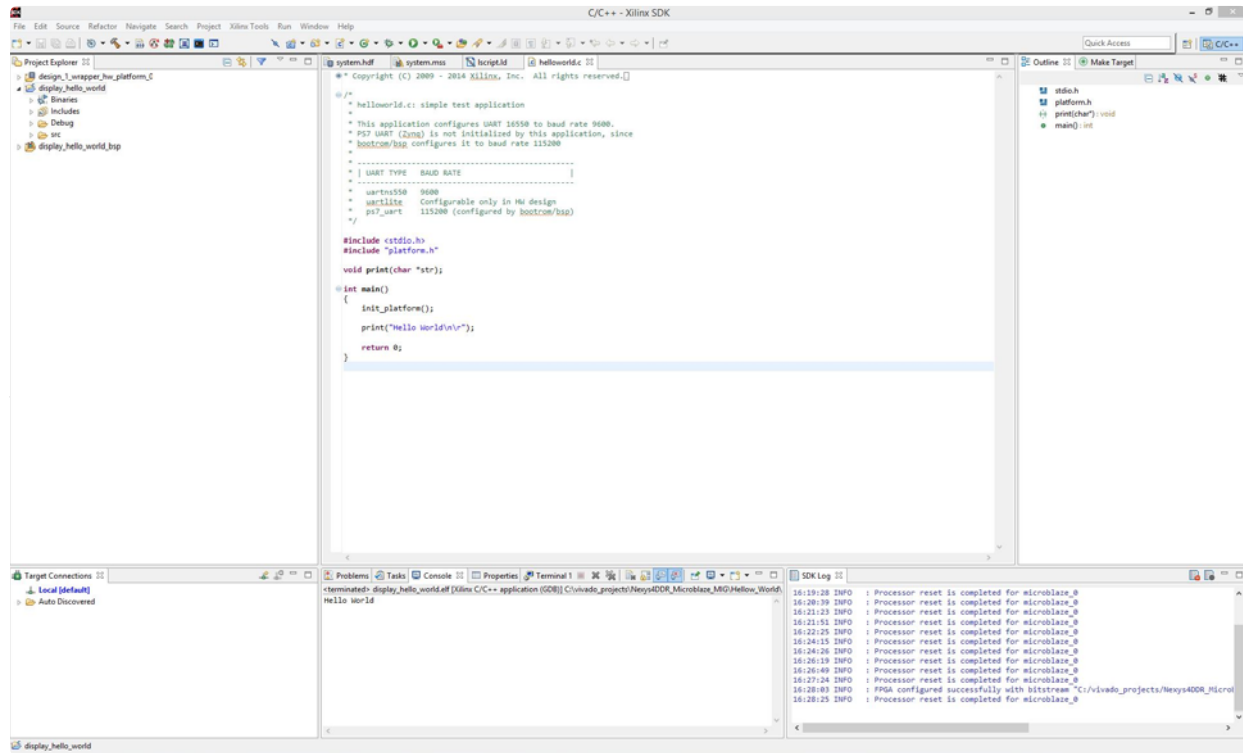 C/C++ - Xilinx SDK
File Edit Source Refactor Navigate Search Project Xilinx Tools Run Window Help
Quick Access
C/C++
Project Explorer
design_1_wrapper_hw_platform_0
display_hello_world
Binaries
Includes
Debug
src
display_hello_world_bsp
system.hdf system.mss lscript.ld helloworld.c
* Copyright (C) 2009 - 2014 Xilinx, Inc. All rights reserved.
/*
* helloworld.c: simple test application
*
* This application configures UART 16550 to baud rate 9600.
* PS7 UART (Zynq) is not initialized by this application, since
* bootrom/bsp configures it to baud rate 115200
*
* ------------------------------------------------
* | UART TYPE BAUD RATE |
* ------------------------------------------------
* uartns550 9600
* uartlite Configurable only in HW design
* ps7_uart 115200 (configured by bootrom/bsp)
*/
#include <stdio.h>
#include "platform.h"
void print(char *str);
int main()
{
init_platform();
print("Hello World\n\r");
return 0;
}
Outline Make Target
stdio.h
platform.h
print(char*) : void
main() : int
Target Connections
Local [default]
Auto Discovered
Problems Tasks Console Properties Terminal 1
<terminated> display_hello_world.elf [Xilinx C/C++ application (GDB)] C:\vivado_projects\Nexys4DDR_Microblaze_MIG\Hellow_World\
Hello World
SDK Log
16:19:28 INFO : Processor reset is completed for microblaze_0
16:20:39 INFO : Processor reset is completed for microblaze_0
16:21:23 INFO : Processor reset is completed for microblaze_0
16:21:51 INFO : Processor reset is completed for microblaze_0
16:22:25 INFO : Processor reset is completed for microblaze_0
16:24:15 INFO : Processor reset is completed for microblaze_0
16:24:26 INFO : Processor reset is completed for microblaze_0
16:26:19 INFO : Processor reset is completed for microblaze_0
16:26:49 INFO : Processor reset is completed for microblaze_0
16:27:24 INFO : Processor reset is completed for microblaze_0
16:28:03 INFO : FPGA configured successfully with bitstream "C:/vivado_projects/Nexys4DDR_Microb
16:28:25 INFO : Processor reset is completed for microblaze_0
display_hello_world